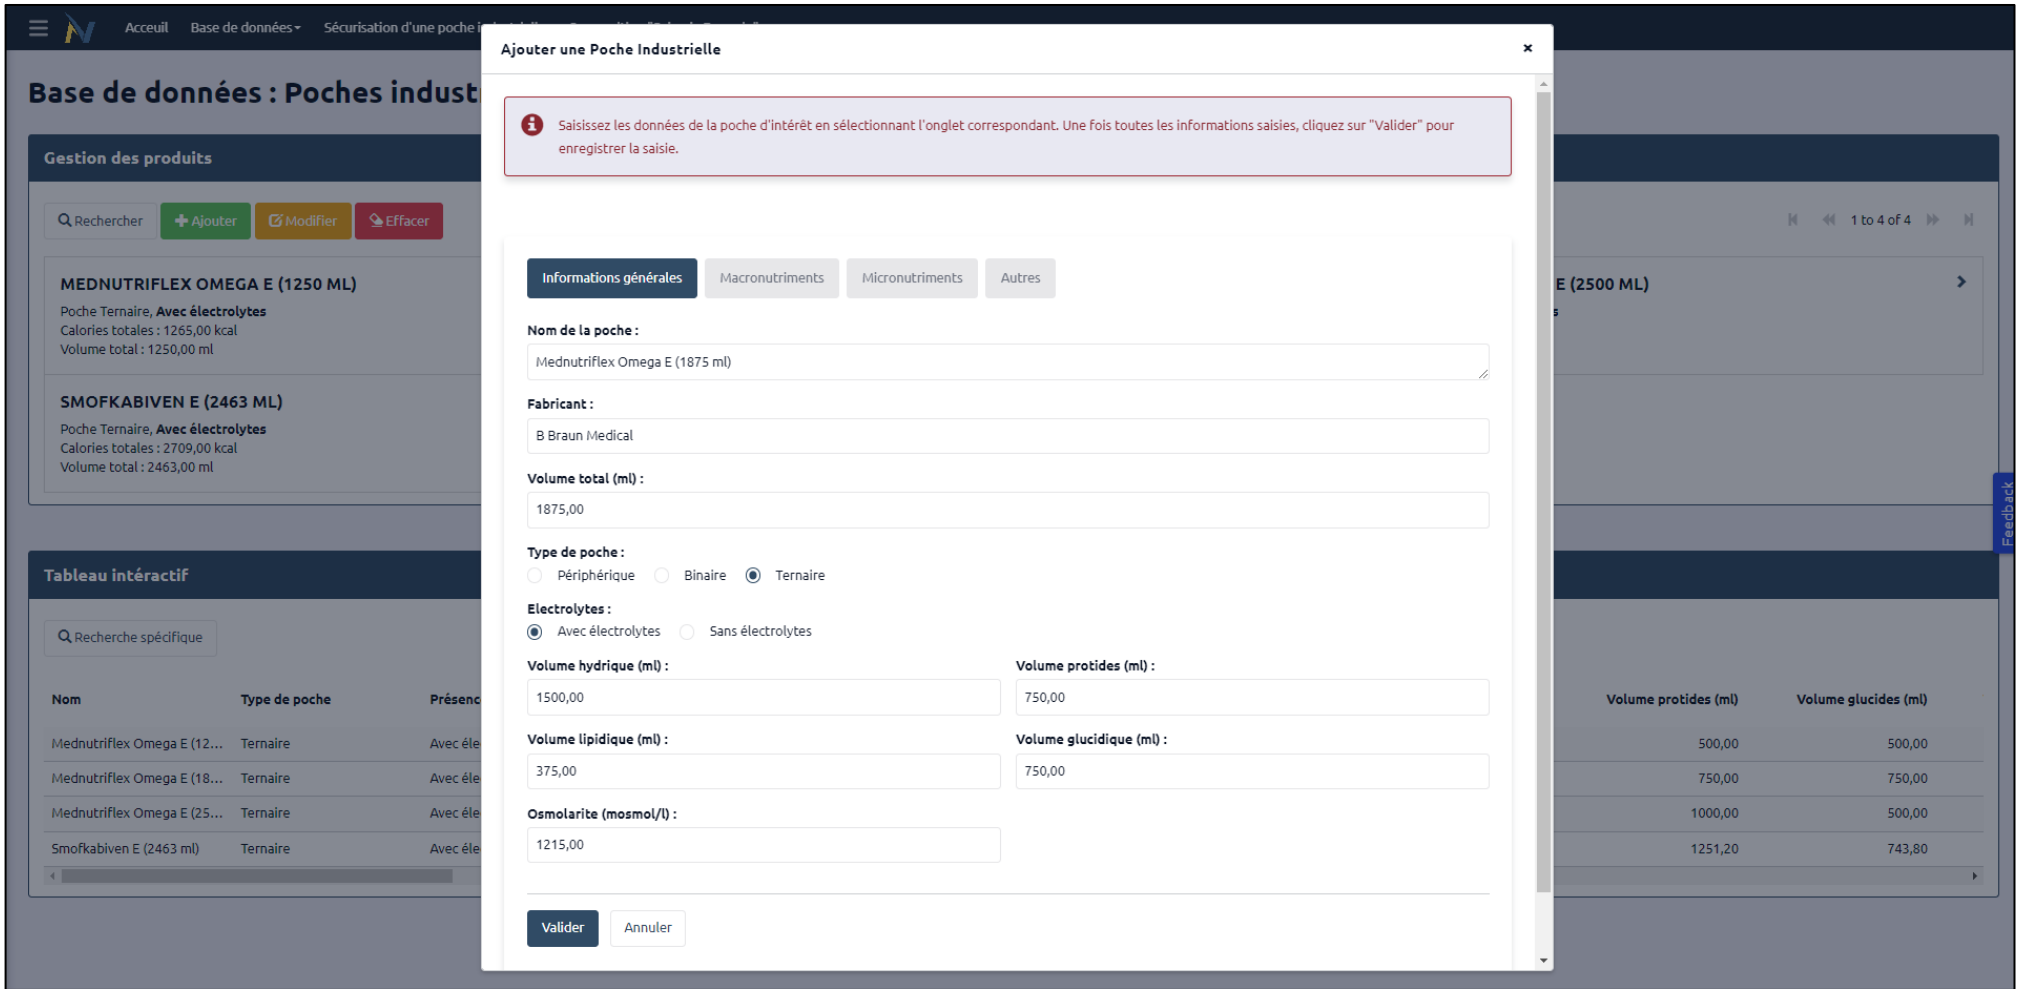 Acceuil Base de données Sécurisation d'une poche
Base de données : Poches indust
Gestion des produits
Rechercher Ajouter Modifier Effacer
1 to 4 of 4
MEDNUTRIFLEX OMEGA E (1250 ML)
Poche Ternaire, Avec électrolytes
Calories totales : 1265,00 kcal
Volume total : 1250,00 ml
E (2500 ML)
s
SMOFKABIVEN E (2463 ML)
Poche Ternaire, Avec électrolytes
Calories totales : 2709,00 kcal
Volume total : 2463,00 ml
Feedback
Tableau intéractif
Recherche spécifique
Nom Type de poche Présenc Volume protides (ml) Volume glucides (ml)
Mednutriflex Omega E (12... Ternaire Avec éle 500,00 500,00
Mednutriflex Omega E (18... Ternaire Avec éle 750,00 750,00
Mednutriflex Omega E (25... Ternaire Avec éle 1000,00 500,00
Smofkabiven E (2463 ml) Ternaire Avec éle 1251,20 743,80
Ajouter une Poche Industrielle
Saisissez les données de la poche d'intérêt en sélectionnant l'onglet correspondant. Une fois toutes les informations saisies, cliquez sur "Valider" pour
enregistrer la saisie.
Informations générales Macronutriments Micronutriments Autres
Nom de la poche :
Mednutriflex Omega E (1875 ml)
Fabricant :
B Braun Medical
Volume total (ml) :
1875,00
Type de poche :
Périphérique Binaire Ternaire
Electrolytes :
Avec électrolytes Sans électrolytes
Volume hydrique (ml) : Volume protides (ml) :
1500,00 750,00
Volume lipidique (ml) : Volume glucidique (ml) :
375,00 750,00
Osmolarite (mosmol/l) :
1215,00
Valider Annuler